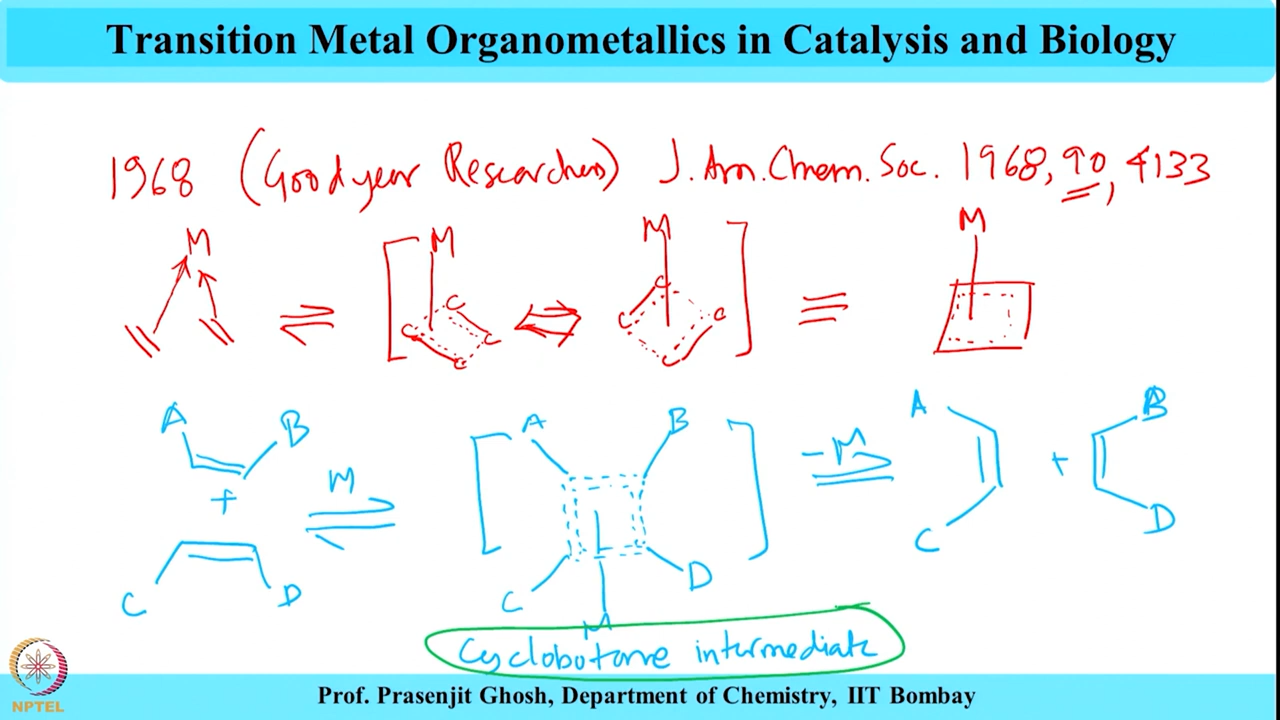 Transition Metal Organometallics in Catalysis and Biology
1968 (Goodyear Researchers) J. Am. Chem. Soc. 1968, 90, 4133
M M M M
C C C C C C C C
A B A B A B
+ M -M +
C D C D C D
M
Cyclobutane intermediate
NPTEL
Prof. Prasenjit Ghosh, Department of Chemistry, IIT Bombay